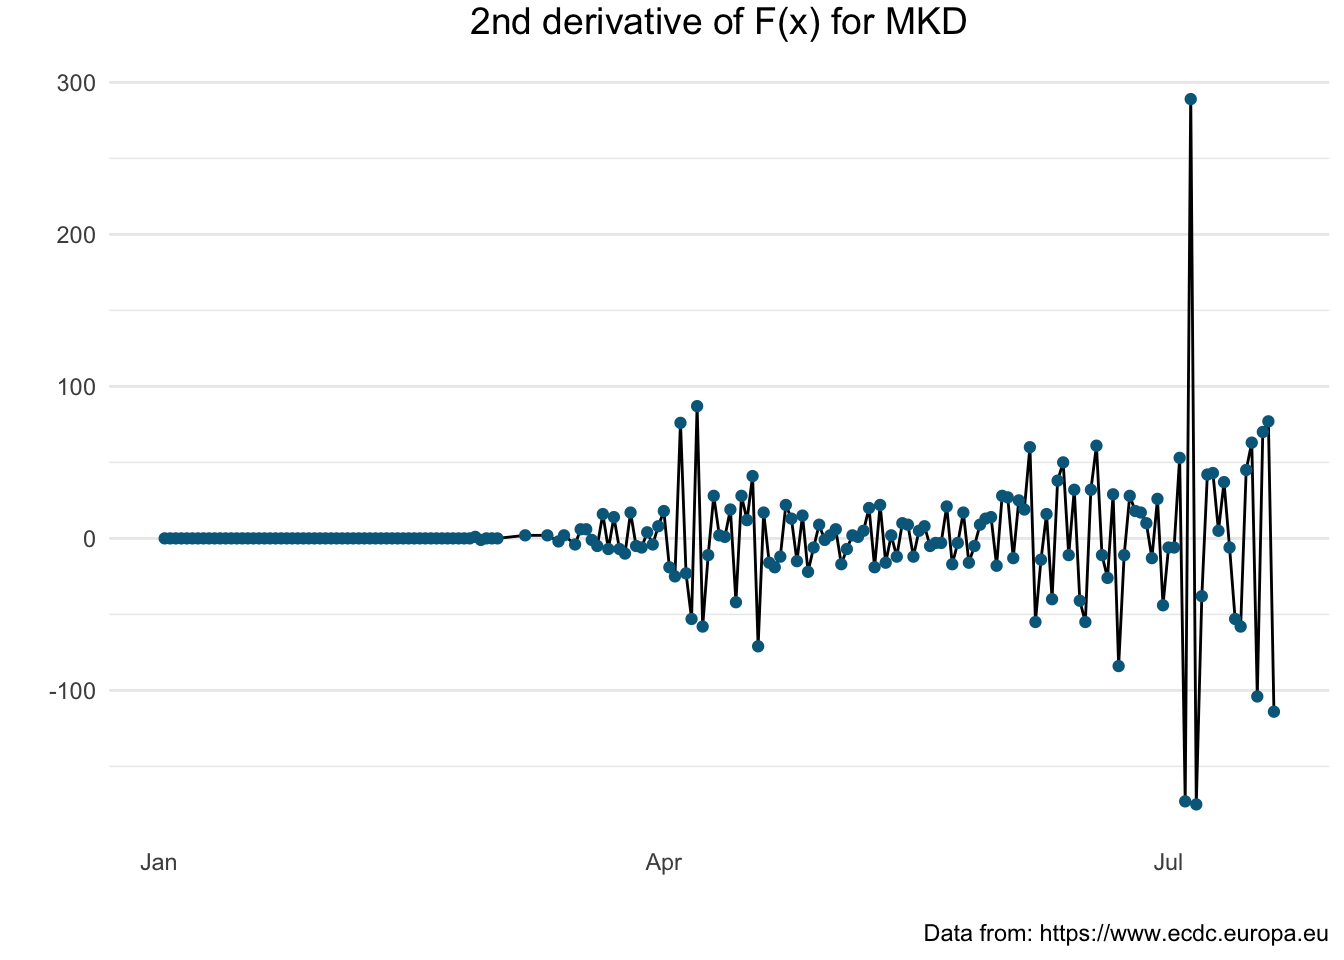 2nd derivative of F(x) for MKD
300
200
100
0
-100
Jan Apr Jul
Data from: https://www.ecdc.europa.eu